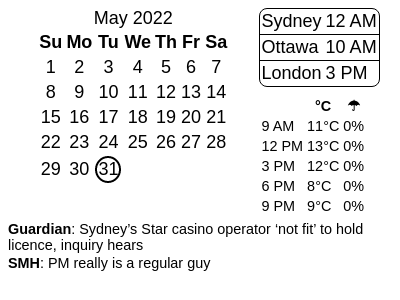 May 2022
Su Mo Tu We Th Fr Sa
1 2 3 4 5 6 7
8 9 10 11 12 13 14
15 16 17 18 19 20 21
22 23 24 25 26 27 28
29 30 31
Sydney 12 AM
Ottawa 10 AM
London 3 PM
°C ☂
9 AM 11°C 0%
12 PM 13°C 0%
3 PM 12°C 0%
6 PM 8°C 0%
9 PM 9°C 0%
Guardian: Sydney’s Star casino operator ‘not fit’ to hold
licence, inquiry hears
SMH: PM really is a regular guy